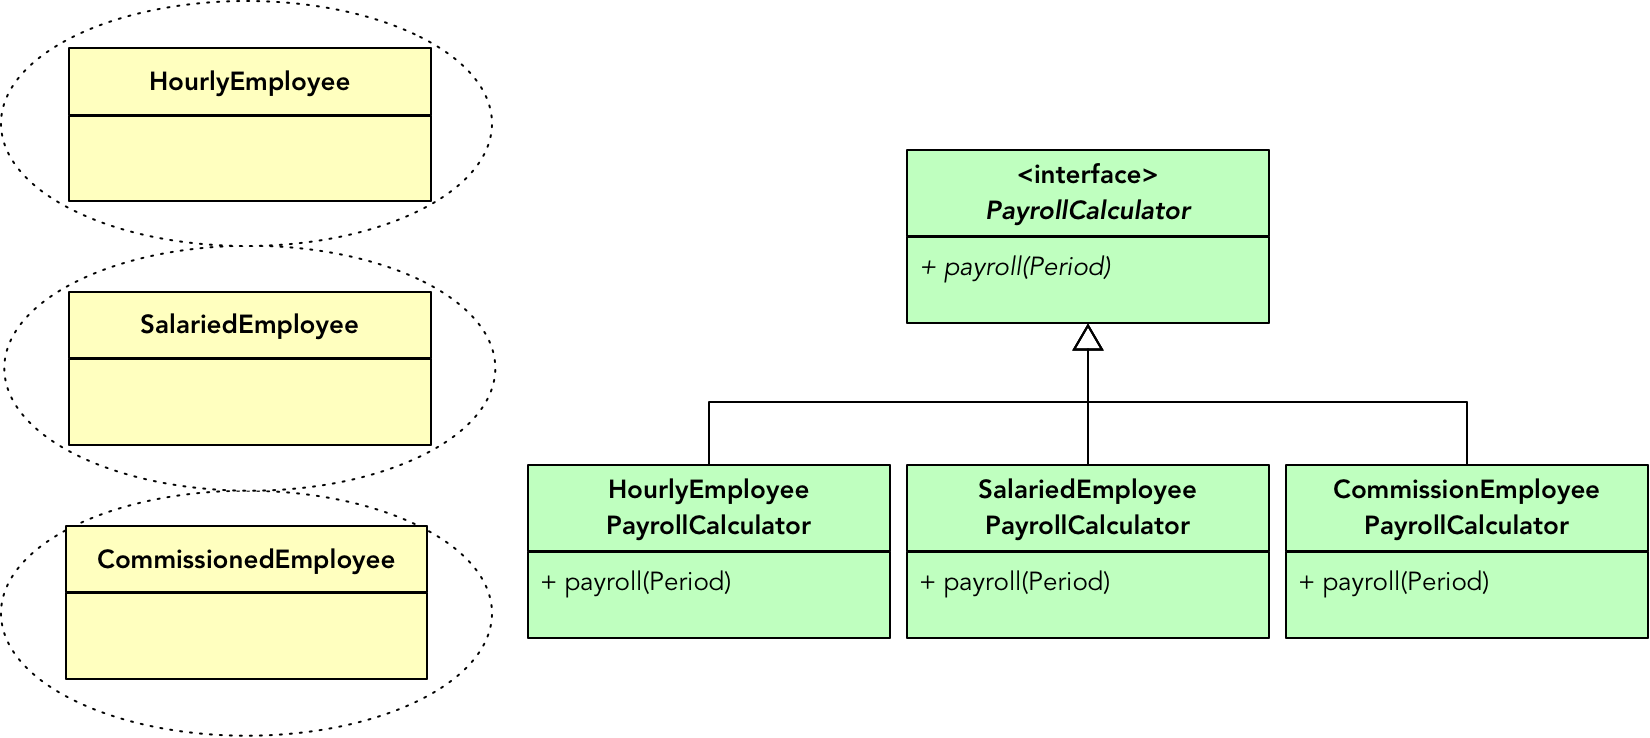 HourlyEmployee
SalariedEmployee
CommissionedEmployee
<interface>
PayrollCalculator
+ payroll(Period)
HourlyEmployee
PayrollCalculator
+ payroll(Period)
SalariedEmployee
PayrollCalculator
+ payroll(Period)
CommissionEmployee
PayrollCalculator
+ payroll(Period)